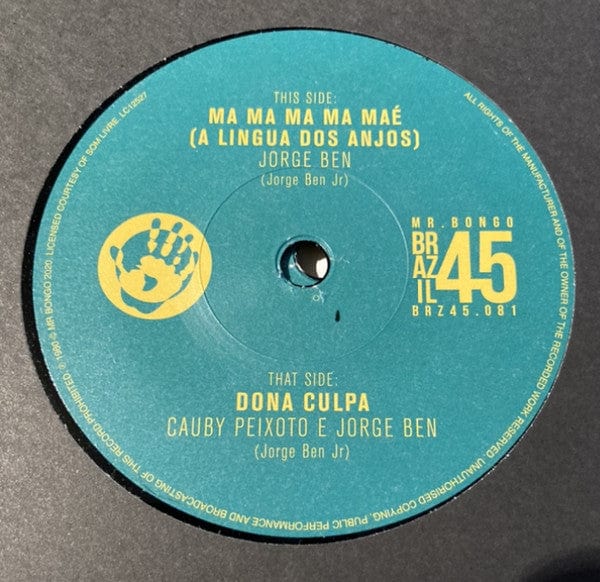 THIS SIDE:
MA MA MA MA MAÉ
(A LINGUA DOS ANJOS)
JORGE BEN
(Jorge Ben Jr)
MR.BONGO
BR
AZ
IL
45
BRZ45.081
THAT SIDE:
DONA CULPA
CAUBY PEIXOTO E JORGE BEN
(Jorge Ben Jr)
ALL RIGHTS OF THE MANUFACTURER AND OF THE OWNER OF THE RECORDED WORK RESERVED. UNAUTHORISED COPYING, PUBLIC PERFORMANCE AND BROADCASTING OF THIS RECORD PROHIBITED ℗ 1980 © MR BONGO 2020. LICENSED COURTESY OF SOM LIVRE. LC12527